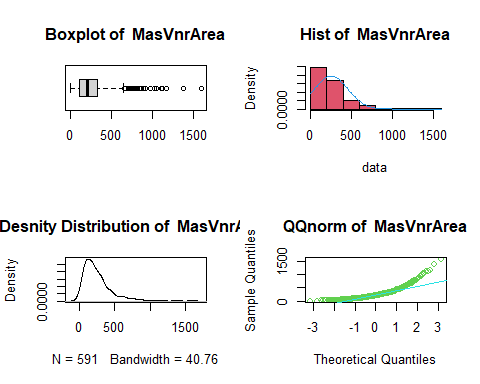 Boxplot of MasVnrArea
0 500 1000 1500
Hist of MasVnrArea
Density
0.0000
0 500 1500
data
Desnity Distribution of MasVnrA
Density
0.0000
0 500 1500
N = 591 Bandwidth = 40.76
QQnorm of MasVnrArea
Sample Quantiles
0 1500
-3 -1 0 1 2 3
Theoretical Quantiles